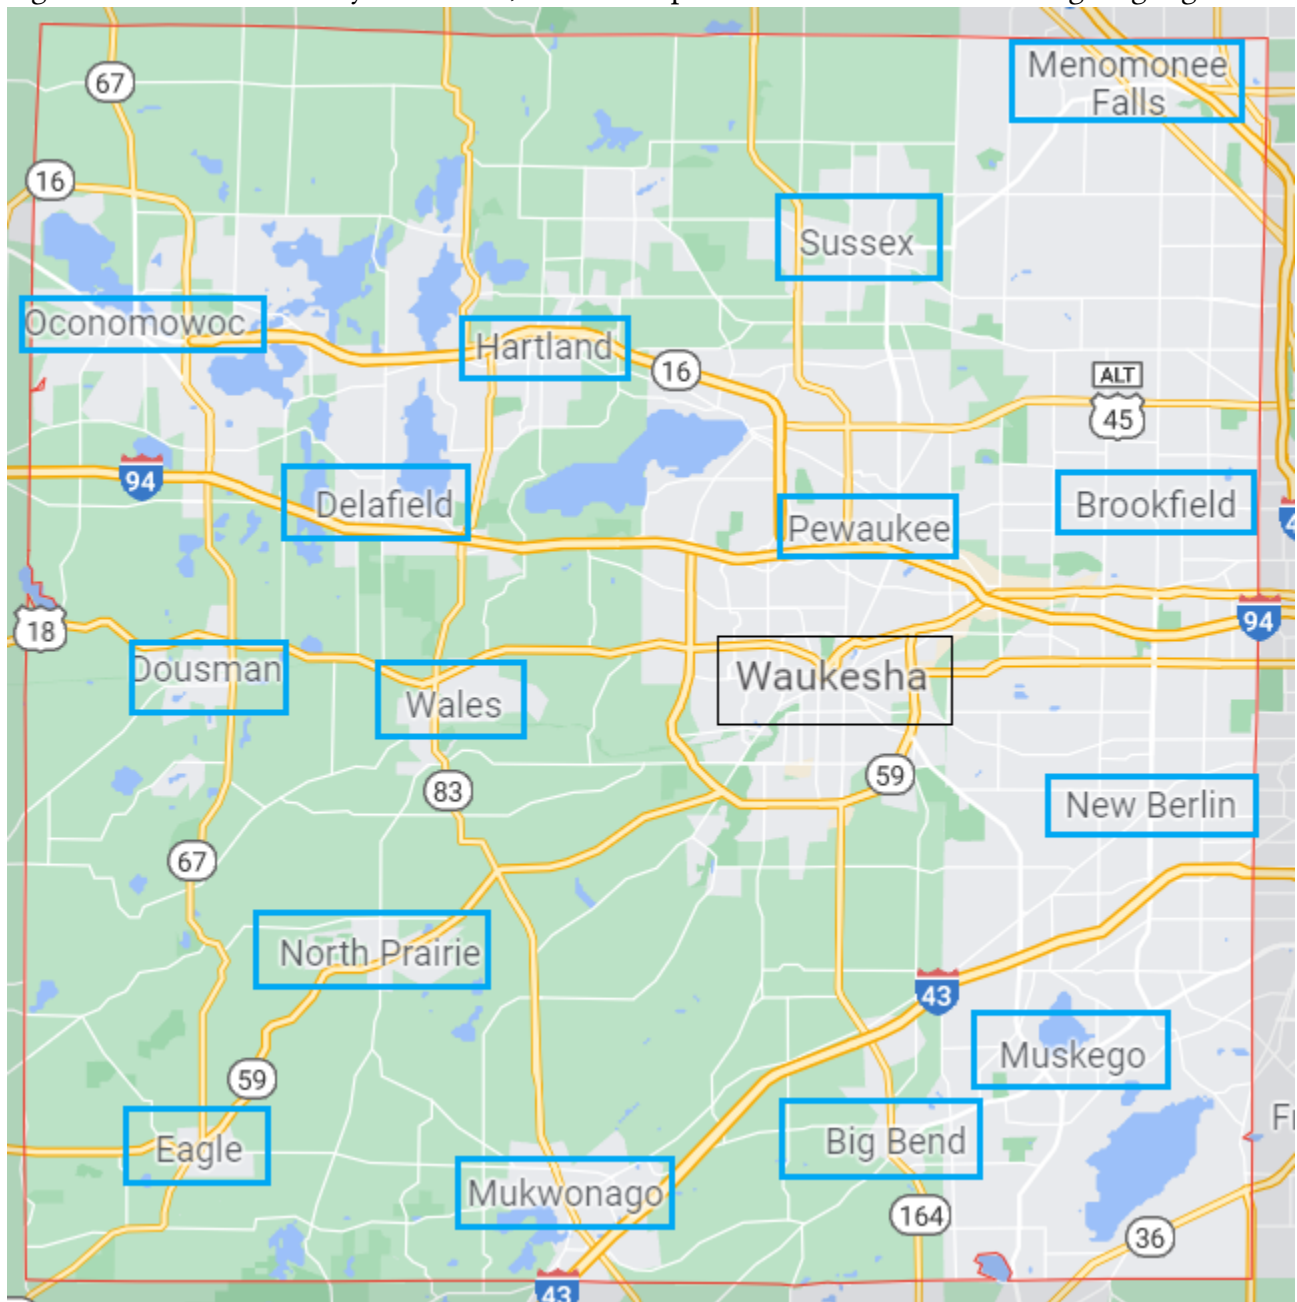 67
Menomonee
Falls
16
Sussex
Oconomowoc
Hartland
16
ALT
45
94
Delafield
Brookfield
Pewaukee
94
18
Dousman
Wales
Waukesha
59
83
New Berlin
67
North Prairie
43
Muskego
59
Big Bend
Eagle
Mukwonago
164
36
43